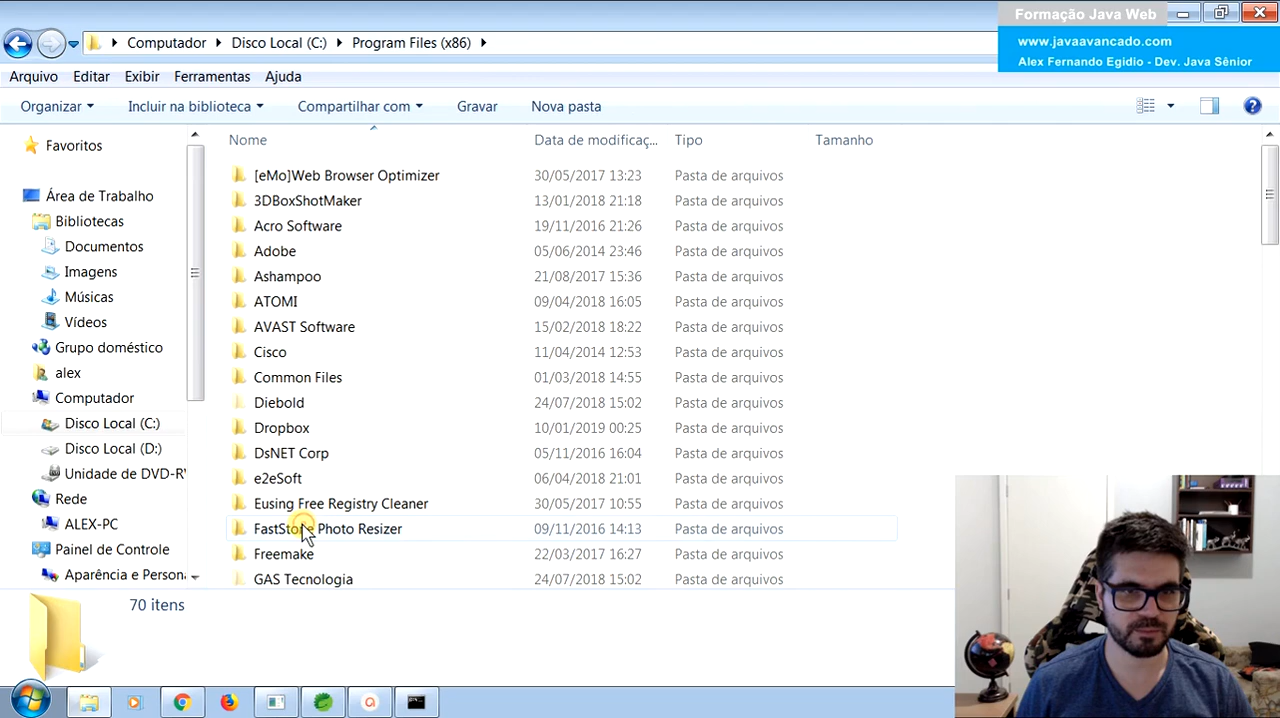 Formação Java Web
www.javaavancado.com
Alex Fernando Egidio - Dev. Java Sênior
Computador Disco Local (C:) Program Files (x86)
Arquivo Editar Exibir Ferramentas Ajuda
Organizar Incluir na biblioteca Compartilhar com Gravar Nova pasta
Nome Data de modificaç... Tipo Tamanho
Favoritos
Área de Trabalho
Bibliotecas
Documentos
Imagens
Músicas
Vídeos
Grupo doméstico
alex
Computador
Disco Local (C:)
Disco Local (D:)
Unidade de DVD-RV
Rede
ALEX-PC
Painel de Controle
Aparência e Persona
[eMo]Web Browser Optimizer 30/05/2017 13:23 Pasta de arquivos
3DBoxShotMaker 13/01/2018 21:18 Pasta de arquivos
Acro Software 19/11/2016 21:26 Pasta de arquivos
Adobe 05/06/2014 23:46 Pasta de arquivos
Ashampoo 21/08/2017 15:36 Pasta de arquivos
ATOMI 09/04/2018 16:05 Pasta de arquivos
AVAST Software 15/02/2018 18:22 Pasta de arquivos
Cisco 11/04/2014 12:53 Pasta de arquivos
Common Files 01/03/2018 14:55 Pasta de arquivos
Diebold 24/07/2018 15:02 Pasta de arquivos
Dropbox 10/01/2019 00:25 Pasta de arquivos
DsNET Corp 05/11/2016 16:04 Pasta de arquivos
e2eSoft 06/04/2018 21:01 Pasta de arquivos
Eusing Free Registry Cleaner 30/05/2017 10:55 Pasta de arquivos
FastStone Photo Resizer 09/11/2016 14:13 Pasta de arquivos
Freemake 22/03/2017 16:27 Pasta de arquivos
GAS Tecnologia 24/07/2018 15:02 Pasta de arquivos
70 itens